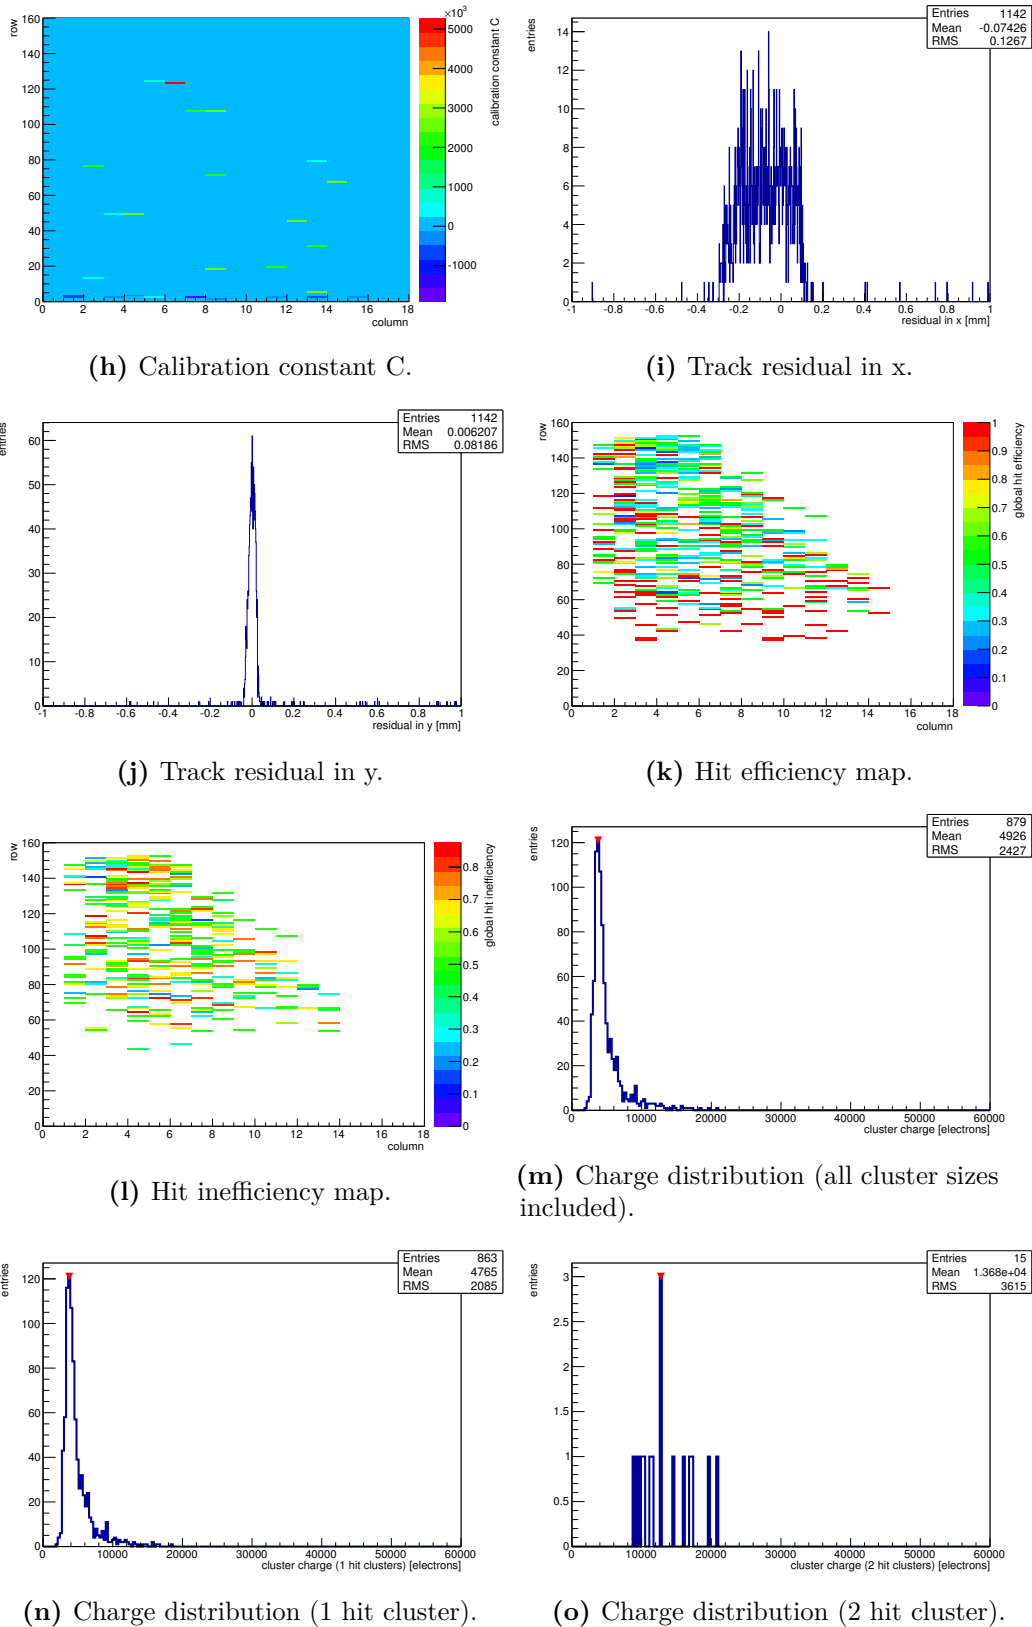 ×10³
row
160
140
120
100
80
60
40
20
0
0 2 4 6 8 10 12 14 16 18
column
5000
4000
3000
2000
1000
0
-1000
calibration constant C
(h) Calibration constant C.
entries
14
12
10
8
6
4
2
0
-1 -0.8 -0.6 -0.4 -0.2 0 0.2 0.4 0.6 0.8 1
residual in x [mm]
Entries 1142
Mean -0.07426
RMS 0.1267
(i) Track residual in x.
entries
60
50
40
30
20
10
0
-1 -0.8 -0.6 -0.4 -0.2 0 0.2 0.4 0.6 0.8 1
residual in y [mm]
Entries 1142
Mean 0.006207
RMS 0.08186
(j) Track residual in y.
row
160
140
120
100
80
60
40
20
0
0 2 4 6 8 10 12 14 16 18
column
1
0.9
0.8
0.7
0.6
0.5
0.4
0.3
0.2
0.1
0
global hit efficiency
(k) Hit efficiency map.
row
160
140
120
100
80
60
40
20
0
0 2 4 6 8 10 12 14 16 18
column
0.8
0.7
0.6
0.5
0.4
0.3
0.2
0.1
0
global hit inefficiency
(l) Hit inefficiency map.
entries
120
100
80
60
40
20
0
0 10000 20000 30000 40000 50000 60000
cluster charge [electrons]
Entries 879
Mean 4926
RMS 2427
(m) Charge distribution (all cluster sizes
included).
entries
120
100
80
60
40
20
0
0 10000 20000 30000 40000 50000 60000
cluster charge (1 hit clusters) [electrons]
Entries 863
Mean 4765
RMS 2085
(n) Charge distribution (1 hit cluster).
entries
3
2.5
2
1.5
1
0.5
0
0 10000 20000 30000 40000 50000 60000
cluster charge (2 hit clusters) [electrons]
Entries 15
Mean 1.368e+04
RMS 3615
(o) Charge distribution (2 hit cluster).